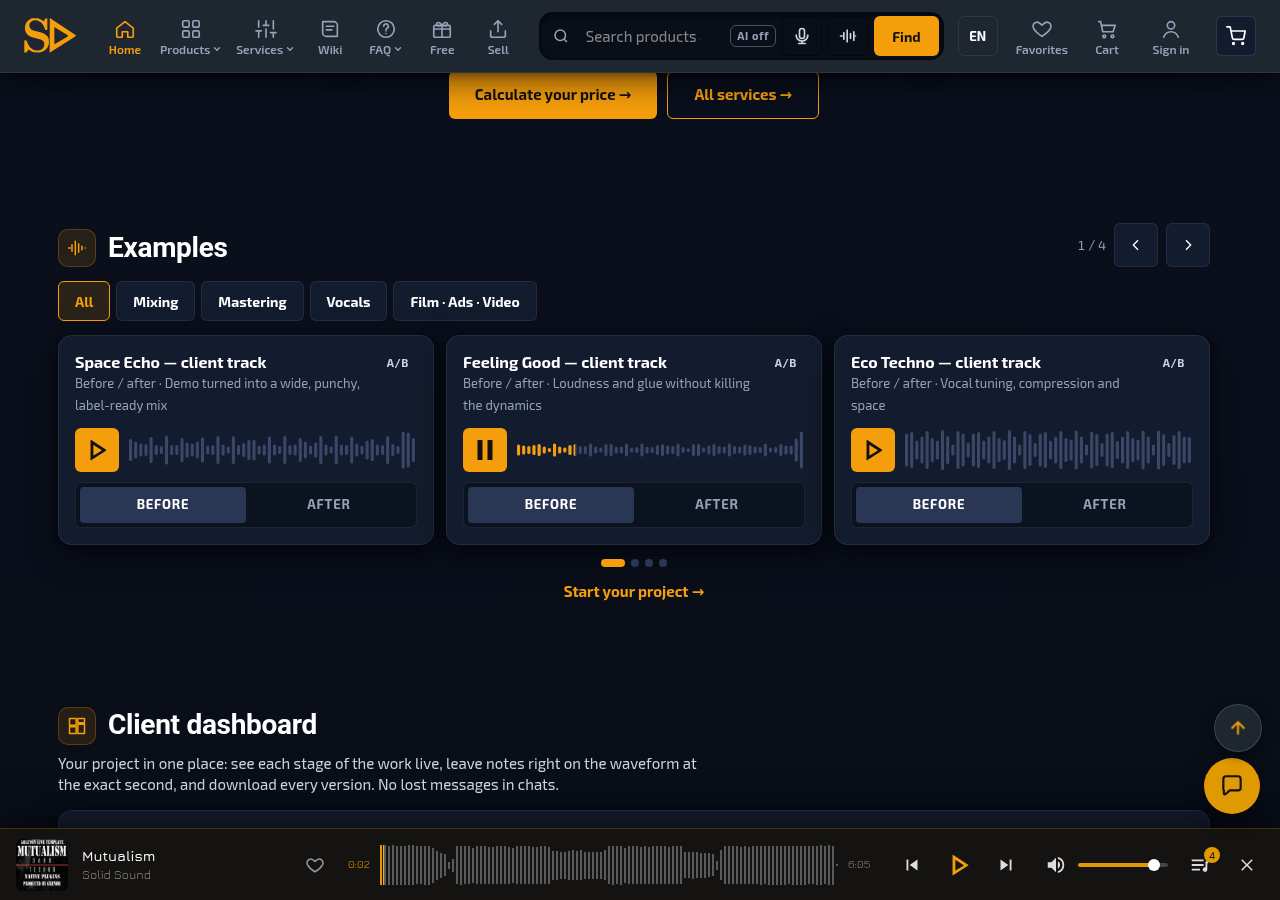 SD
Home
Products
Services
Wiki
FAQ
Free
Sell
Search products
AI off
Find
EN
Favorites
Cart
Sign in
Calculate your price →
All services →
Examples
1 / 4
All
Mixing
Mastering
Vocals
Film · Ads · Video
Space Echo — client track
A/B
Before / after · Demo turned into a wide, punchy,
label-ready mix
BEFORE
AFTER
Feeling Good — client track
A/B
Before / after · Loudness and glue without killing
the dynamics
BEFORE
AFTER
Eco Techno — client track
A/B
Before / after · Vocal tuning, compression and
space
BEFORE
AFTER
Start your project →
Client dashboard
Your project in one place: see each stage of the work live, leave notes right on the waveform at
the exact second, and download every version. No lost messages in chats.
MUTUALISM
Mutualism
Solid Sound
0:02
6:05
4